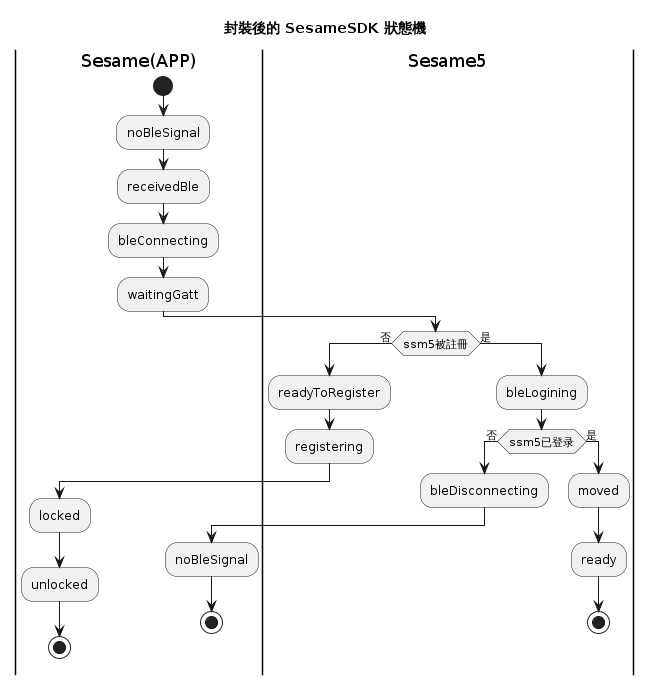 封裝後的 SesameSDK 狀態機
Sesame(APP)
Sesame5
noBleSignal
receivedBle
bleConnecting
waitingGatt
否
ssm5被註冊
是
readyToRegister
bleLogining
registering
否
ssm5已登录
是
locked
bleDisconnecting
moved
unlocked
noBleSignal
ready